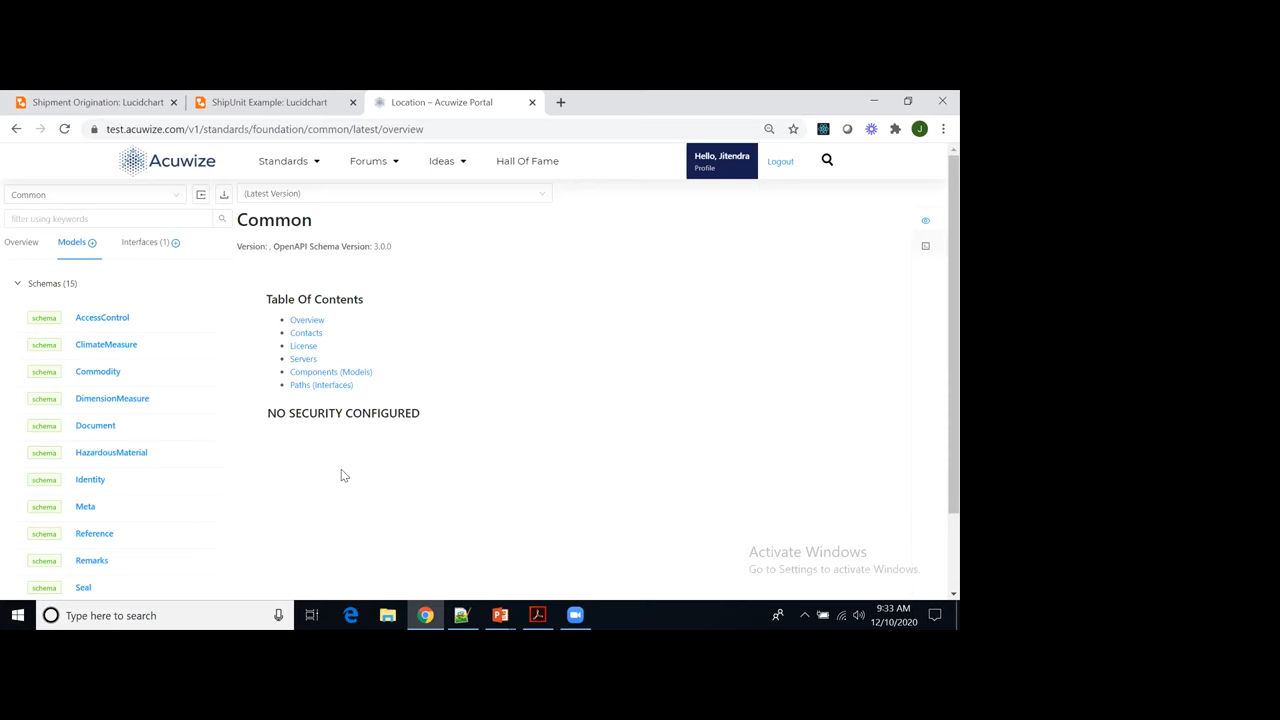 Shipment Origination: Lucidchart
ShipUnit Example: Lucidchart
Location – Acuwize Portal
test.acuwize.com/v1/standards/foundation/common/latest/overview
J
Acuwize
Standards
Forums
Ideas
Hall Of Fame
Hello, Jitendra
Profile
Logout
Common
(Latest Version)
filter using keywords
Common
Overview
Models
Interfaces (1)
Version: , OpenAPI Schema Version: 3.0.0
Schemas (15)
Table Of Contents
Overview
Contacts
License
Servers
Components (Models)
Paths (Interfaces)
NO SECURITY CONFIGURED
schema AccessControl
schema ClimateMeasure
schema Commodity
schema DimensionMeasure
schema Document
schema HazardousMaterial
schema Identity
schema Meta
schema Reference
schema Remarks
schema Seal
Activate Windows
Go to Settings to activate Windows.
Type here to search
9:33 AM
12/10/2020